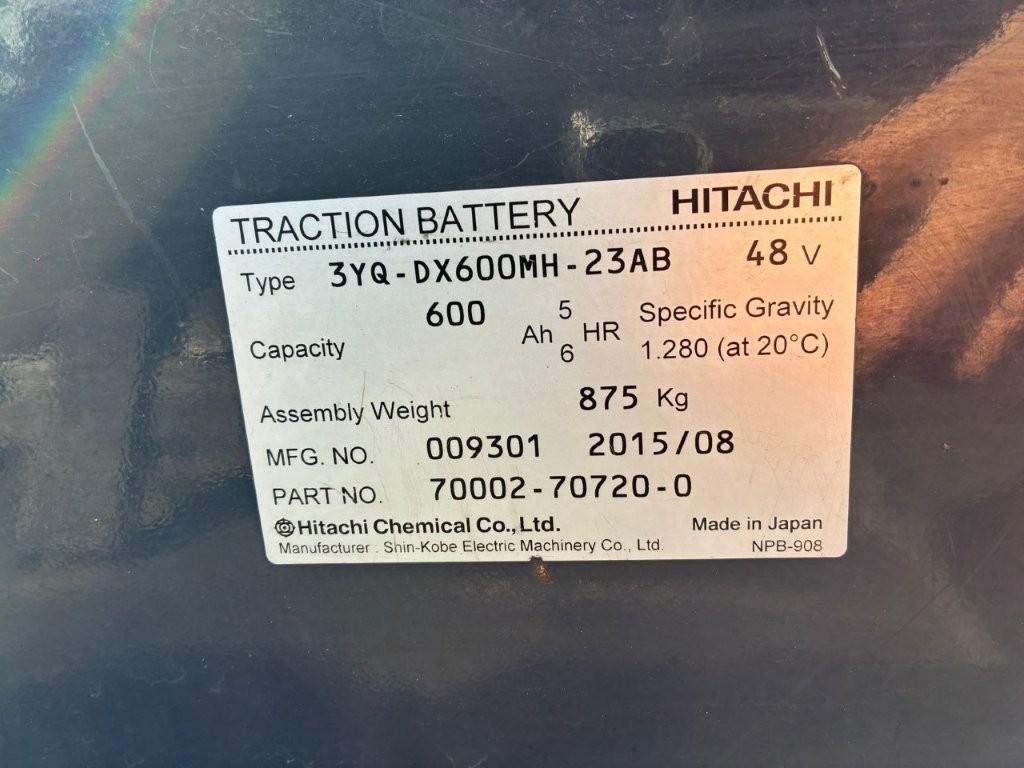 TRACTION BATTERY HITACHI
Type 3YQ-DX600MH-23AB 48 V
Capacity 600 Ah 5 6 HR Specific Gravity
1.280 (at 20°C)
Assembly Weight 875 Kg
MFG. NO. 009301 2015/08
PART NO. 70002-70720-0
Hitachi Chemical Co.,Ltd. Made in Japan
Manufacturer . Shin-Kobe Electric Machinery Co., Ltd. NPB-908